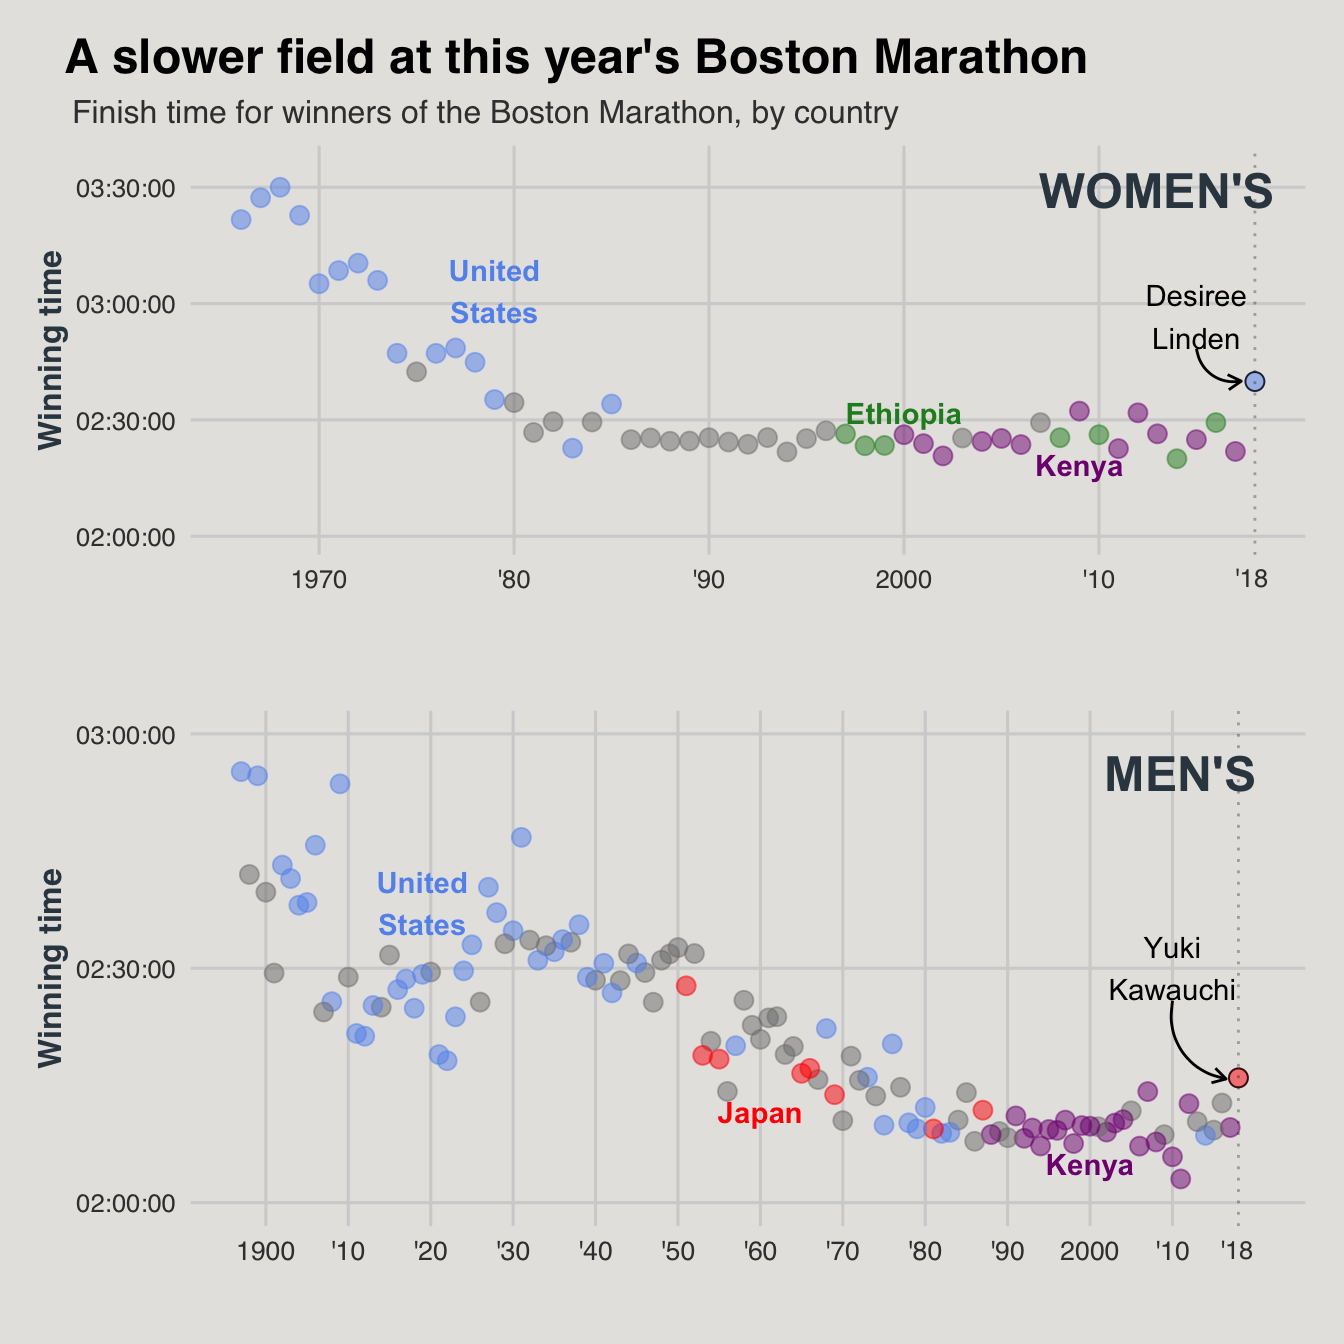 A slower field at this year's Boston Marathon
Finish time for winners of the Boston Marathon, by country
WOMEN'S
Winning time
03:30:00
03:00:00
02:30:00
02:00:00
United
States
Desiree
Linden
Ethiopia
Kenya
1970 '80 '90 2000 '10 '18
MEN'S
Winning time
03:00:00
02:30:00
02:00:00
United
States
Yuki
Kawauchi
Japan
Kenya
1900 '10 '20 '30 '40 '50 '60 '70 '80 '90 2000 '10 '18